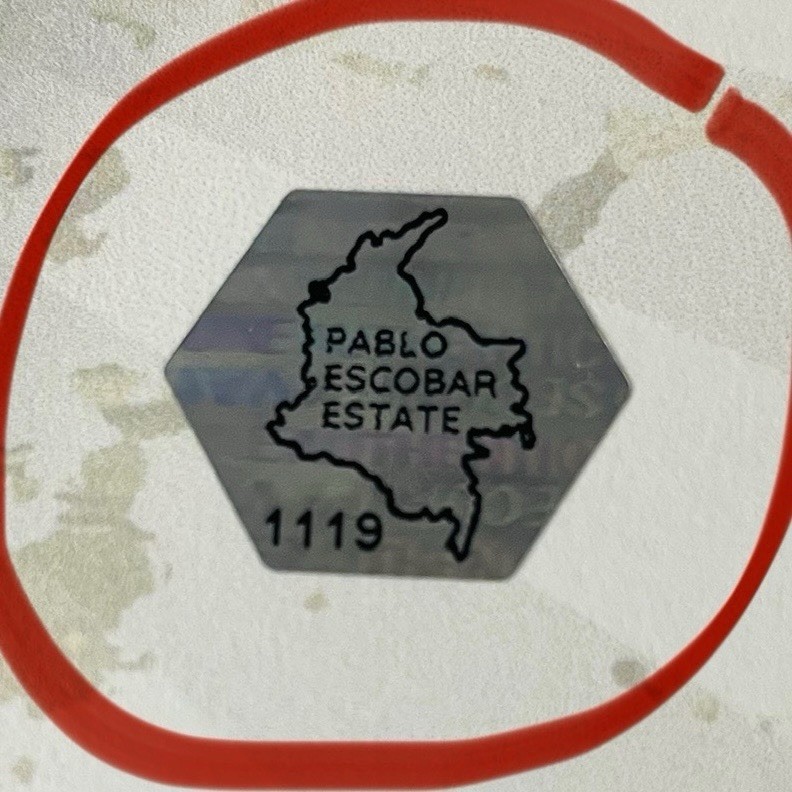 PABLO
ESCOBAR
ESTATE
1119